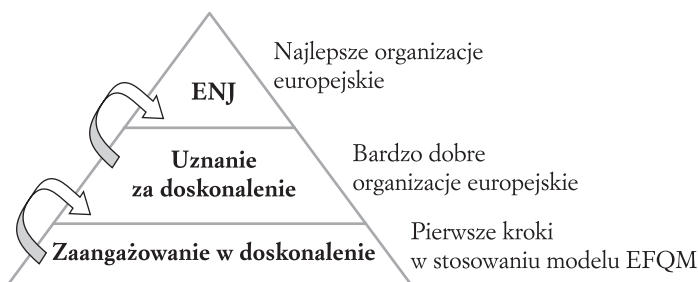 Najlepsze organizacje
europejskie
ENJ
Uznanie
za doskonalenie
Bardzo dobre
organizacje europejskie
Zaangażowanie w doskonalenie
Pierwsze kroki
w stosowaniu modelu EFQM